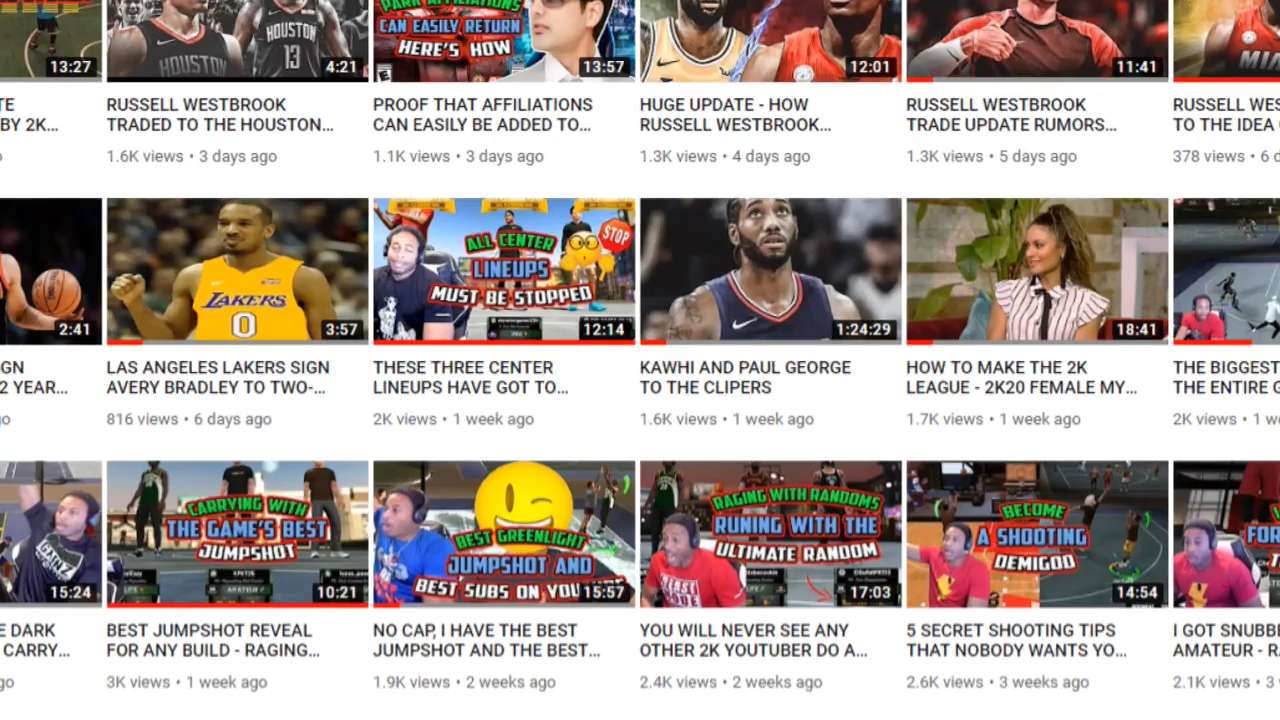 PARK AFFILIATIONS
CAN EASILY RETURN
HERE'S HOW
HOUSTON
HOUSTON
13
13:27
4:21
13:57
12:01
11:41
TE
BY 2K...
RUSSELL WESTBROOK
TRADED TO THE HOUSTON...
1.6K views • 3 days ago
PROOF THAT AFFILIATIONS
CAN EASILY BE ADDED TO...
1.1K views • 3 days ago
HUGE UPDATE - HOW
RUSSELL WESTBROOK...
1.3K views • 4 days ago
RUSSELL WESTBROOK
TRADE UPDATE RUMORS...
1.3K views • 5 days ago
RUSSELL WES
TO THE IDEA
378 views • 6 d
2:41
LAKERS
0
3:57
ALL CENTER
LINEUPS
MUST BE STOPPED
STOP
12:14
1:24:29
18:41
GN
2 YEAR...
go
LAS ANGELES LAKERS SIGN
AVERY BRADLEY TO TWO-...
816 views • 6 days ago
THESE THREE CENTER
LINEUPS HAVE GOT TO...
2K views • 1 week ago
KAWHI AND PAUL GEORGE
TO THE CLIPERS
1.6K views • 1 week ago
HOW TO MAKE THE 2K
LEAGUE - 2K20 FEMALE MY...
1.7K views • 1 week ago
THE BIGGEST
THE ENTIRE G
2K views • 1 we
15:24
CARRYING WITH
THE GAME'S BEST
JUMPSHOT
10:21
BEST GREENLIGHT
JUMPSHOT AND
BEST SUBS ON YOU
15:57
RAGING WITH RANDOMS
RUNING WITH THE
ULTIMATE RANDOM
17:03
BECOME
A SHOOTING
DEMIGOD
14:54
FOR
E DARK
CARRY...
go
BEST JUMPSHOT REVEAL
FOR ANY BUILD - RAGING...
3K views • 1 week ago
NO CAP, I HAVE THE BEST
JUMPSHOT AND THE BEST...
1.9K views • 2 weeks ago
YOU WILL NEVER SEE ANY
OTHER 2K YOUTUBER DO A...
2.4K views • 2 weeks ago
5 SECRET SHOOTING TIPS
THAT NOBODY WANTS YO...
2.6K views • 3 weeks ago
I GOT SNUBB
AMATEUR - R
2.1K views • 3